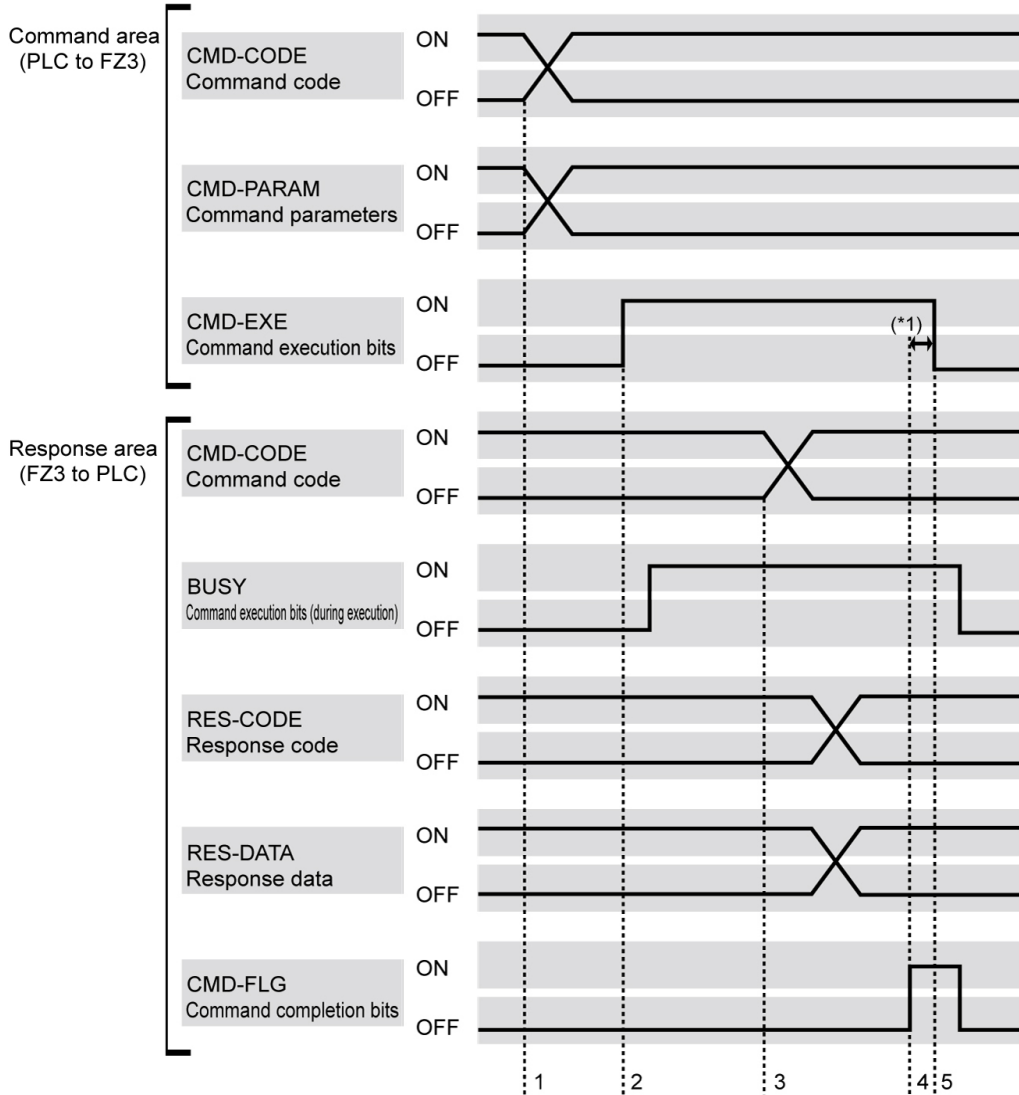 Command area
(PLC to FZ3)
CMD-CODE
Command code
ON
OFF
CMD-PARAM
Command parameters
ON
OFF
CMD-EXE
Command execution bits
ON
OFF
(*1)
Response area
(FZ3 to PLC)
CMD-CODE
Command code
ON
OFF
BUSY
Command execution bits (during execution)
ON
OFF
RES-CODE
Response code
ON
OFF
RES-DATA
Response data
ON
OFF
CMD-FLG
Command completion bits
ON
OFF
1 2 3 4 5